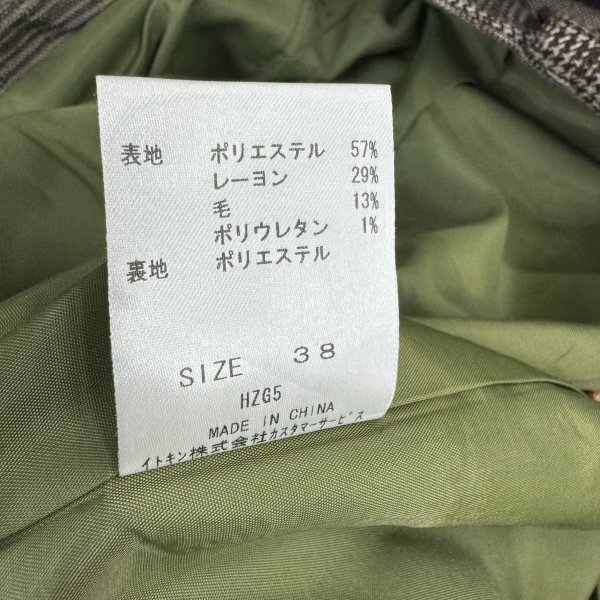 表地 ポリエステル 57%
レーヨン 29%
毛 13%
ポリウレタン 1%
裏地 ポリエステル
SIZE 38
HZG5
MADE IN CHINA
イトキン株式会社カスタマーサービス